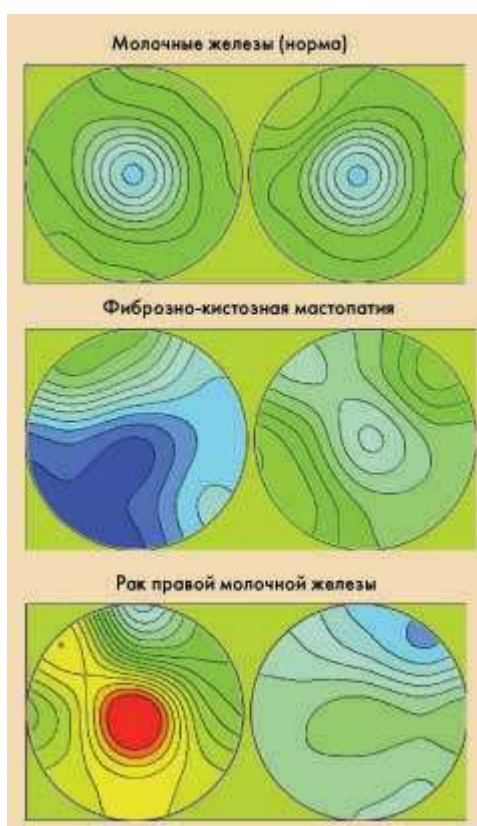 Молочные железы (норма)
Фиброзно-кистозная мастопатия
Рак правой молочной железы